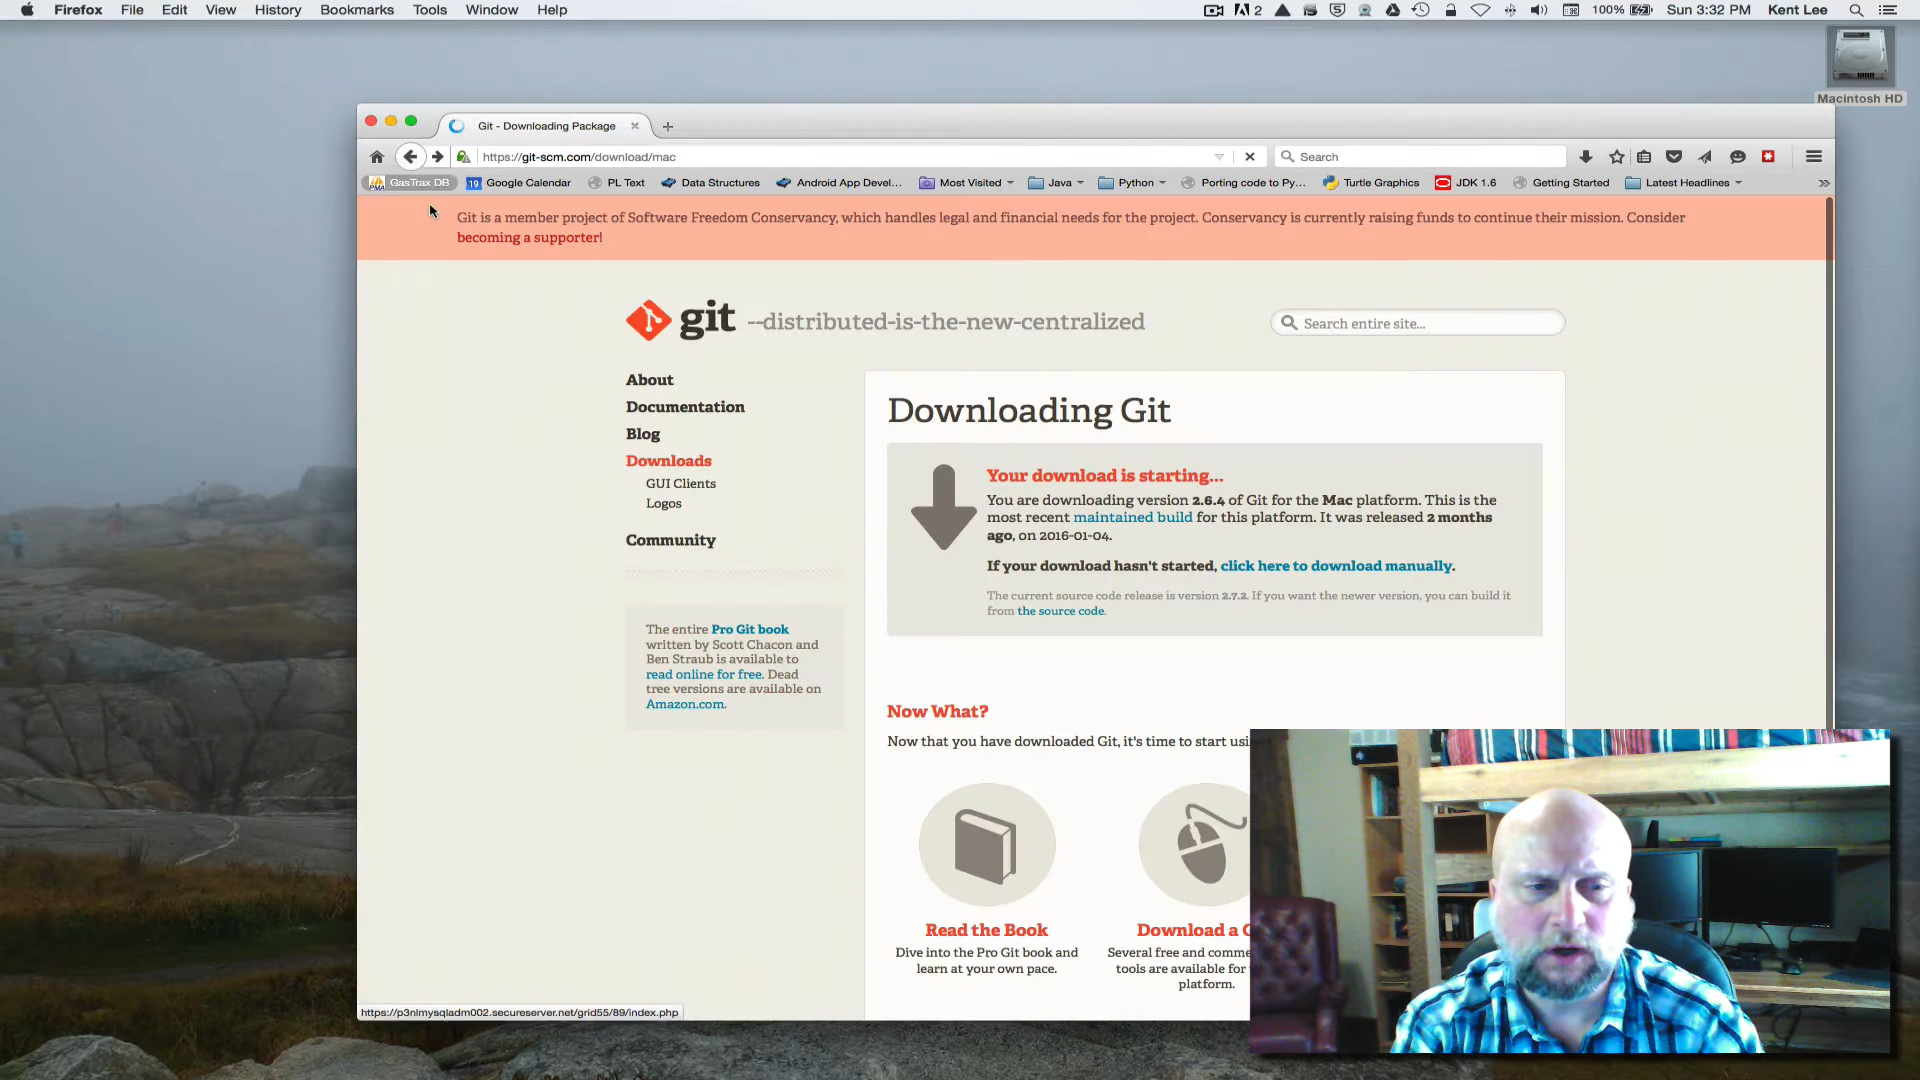 Firefox File Edit View History Bookmarks Tools Window Help 2 100% Sun 3:32 PM Kent Lee
Macintosh HD
Git - Downloading Package
https://git-scm.com/download/mac Search
GasTrax DB 19 Google Calendar PL Text Data Structures Android App Devel... Most Visited Java Python Porting code to Py... Turtle Graphics JDK 1.6 Getting Started Latest Headlines
Git is a member project of Software Freedom Conservancy, which handles legal and financial needs for the project. Conservancy is currently raising funds to continue their mission. Consider
becoming a supporter!
git --distributed-is-the-new-centralized
Search entire site...
About
Documentation
Blog
Downloads
GUI Clients
Logos
Community
The entire Pro Git book
written by Scott Chacon and
Ben Straub is available to
read online for free. Dead
tree versions are available on
Amazon.com.
Downloading Git
Your download is starting...
You are downloading version 2.6.4 of Git for the Mac platform. This is the
most recent maintained build for this platform. It was released 2 months
ago, on 2016-01-04.
If your download hasn't started, click here to download manually.
The current source code release is version 2.7.2. If you want the newer version, you can build it
from the source code.
Now What?
Now that you have downloaded Git, it's time to start usi
Read the Book
Dive into the Pro Git book and
learn at your own pace.
Download a G
Several free and comme
tools are available for
platform.
https://p3nlmysqladm002.secureserver.net/grid55/89/index.php